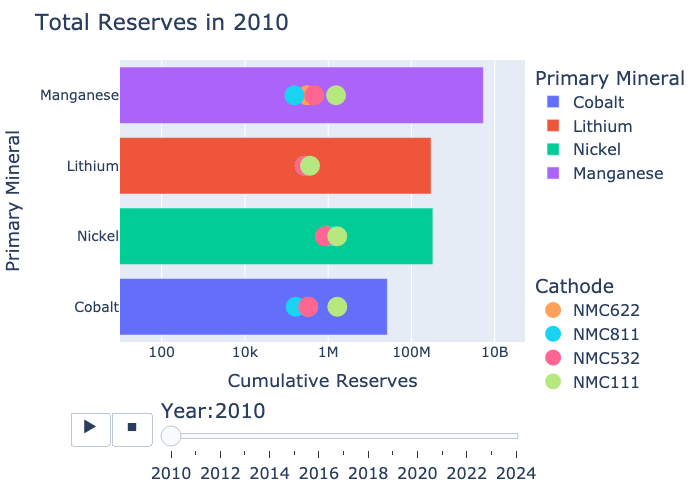 Total Reserves in 2010
Primary Mineral
Manganese
Lithium
Nickel
Cobalt
100
10k
1M
100M
10B
Cumulative Reserves
Primary Mineral
Cobalt
Lithium
Nickel
Manganese
Cathode
NMC622
NMC811
NMC532
NMC111
Year:2010
2010 2012 2014 2016 2018 2020 2022 2024